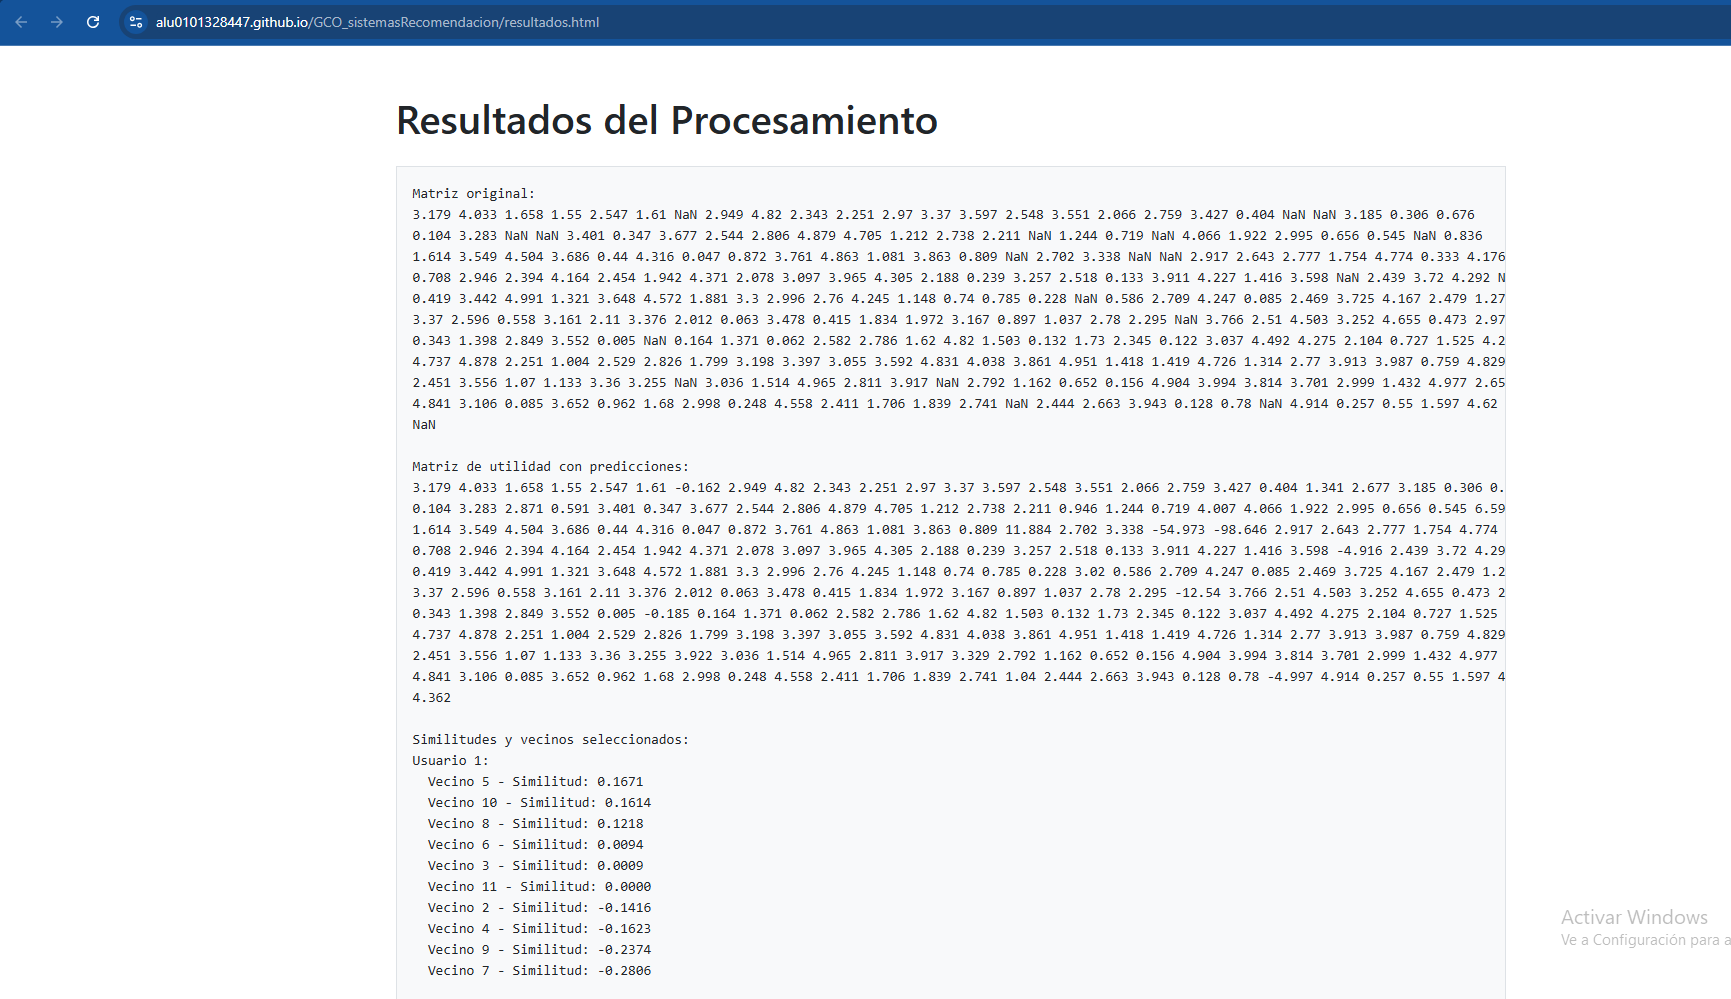 alu0101328447.github.io/GCO_sistemasRecomendacion/resultados.html
Resultados del Procesamiento
Matriz original:
3.179 4.033 1.658 1.55 2.547 1.61 NaN 2.949 4.82 2.343 2.251 2.97 3.37 3.597 2.548 3.551 2.066 2.759 3.427 0.404 NaN NaN 3.185 0.306 0.676
0.104 3.283 NaN NaN 3.401 0.347 3.677 2.544 2.806 4.879 4.705 1.212 2.738 2.211 NaN 1.244 0.719 NaN 4.066 1.922 2.995 0.656 0.545 NaN 0.836
1.614 3.549 4.504 3.686 0.44 4.316 0.047 0.872 3.761 4.863 1.081 3.863 0.809 NaN 2.702 3.338 NaN NaN 2.917 2.643 2.777 1.754 4.774 0.333 4.176
0.708 2.946 2.394 4.164 2.454 1.942 4.371 2.078 3.097 3.965 4.305 2.188 0.239 3.257 2.518 0.133 3.911 4.227 1.416 3.598 NaN 2.439 3.72 4.292 N
0.419 3.442 4.991 1.321 3.648 4.572 1.881 3.3 2.996 2.76 4.245 1.148 0.74 0.785 0.228 NaN 0.586 2.709 4.247 0.085 2.469 3.725 4.167 2.479 1.27
3.37 2.596 0.558 3.161 2.11 3.376 2.012 0.063 3.478 0.415 1.834 1.972 3.167 0.897 1.037 2.78 2.295 NaN 3.766 2.51 4.503 3.252 4.655 0.473 2.97
0.343 1.398 2.849 3.552 0.005 NaN 0.164 1.371 0.062 2.582 2.786 1.62 4.82 1.503 0.132 1.73 2.345 0.122 3.037 4.492 4.275 2.104 0.727 1.525 4.2
4.737 4.878 2.251 1.004 2.529 2.826 1.799 3.198 3.397 3.055 3.592 4.831 4.038 3.861 4.951 1.418 1.419 4.726 1.314 2.77 3.913 3.987 0.759 4.829
2.451 3.556 1.07 1.133 3.36 3.255 NaN 3.036 1.514 4.965 2.811 3.917 NaN 2.792 1.162 0.652 0.156 4.904 3.994 3.814 3.701 2.999 1.432 4.977 2.65
4.841 3.106 0.085 3.652 0.962 1.68 2.998 0.248 4.558 2.411 1.706 1.839 2.741 NaN 2.444 2.663 3.943 0.128 0.78 NaN 4.914 0.257 0.55 1.597 4.62
NaN
Matriz de utilidad con predicciones:
3.179 4.033 1.658 1.55 2.547 1.61 -0.162 2.949 4.82 2.343 2.251 2.97 3.37 3.597 2.548 3.551 2.066 2.759 3.427 0.404 1.341 2.677 3.185 0.306 0.
0.104 3.283 2.871 0.591 3.401 0.347 3.677 2.544 2.806 4.879 4.705 1.212 2.738 2.211 0.946 1.244 0.719 4.007 4.066 1.922 2.995 0.656 0.545 6.59
1.614 3.549 4.504 3.686 0.44 4.316 0.047 0.872 3.761 4.863 1.081 3.863 0.809 11.884 2.702 3.338 -54.973 -98.646 2.917 2.643 2.777 1.754 4.774
0.708 2.946 2.394 4.164 2.454 1.942 4.371 2.078 3.097 3.965 4.305 2.188 0.239 3.257 2.518 0.133 3.911 4.227 1.416 3.598 -4.916 2.439 3.72 4.29
0.419 3.442 4.991 1.321 3.648 4.572 1.881 3.3 2.996 2.76 4.245 1.148 0.74 0.785 0.228 3.02 0.586 2.709 4.247 0.085 2.469 3.725 4.167 2.479 1.2
3.37 2.596 0.558 3.161 2.11 3.376 2.012 0.063 3.478 0.415 1.834 1.972 3.167 0.897 1.037 2.78 2.295 -12.54 3.766 2.51 4.503 3.252 4.655 0.473 2
0.343 1.398 2.849 3.552 0.005 -0.185 0.164 1.371 0.062 2.582 2.786 1.62 4.82 1.503 0.132 1.73 2.345 0.122 3.037 4.492 4.275 2.104 0.727 1.525
4.737 4.878 2.251 1.004 2.529 2.826 1.799 3.198 3.397 3.055 3.592 4.831 4.038 3.861 4.951 1.418 1.419 4.726 1.314 2.77 3.913 3.987 0.759 4.829
2.451 3.556 1.07 1.133 3.36 3.255 3.922 3.036 1.514 4.965 2.811 3.917 3.329 2.792 1.162 0.652 0.156 4.904 3.994 3.814 3.701 2.999 1.432 4.977
4.841 3.106 0.085 3.652 0.962 1.68 2.998 0.248 4.558 2.411 1.706 1.839 2.741 1.04 2.444 2.663 3.943 0.128 0.78 -4.997 4.914 0.257 0.55 1.597 4
4.362
Similitudes y vecinos seleccionados:
Usuario 1:
Vecino 5 - Similitud: 0.1671
Vecino 10 - Similitud: 0.1614
Vecino 8 - Similitud: 0.1218
Vecino 6 - Similitud: 0.0094
Vecino 3 - Similitud: 0.0009
Vecino 11 - Similitud: 0.0000
Vecino 2 - Similitud: -0.1416
Vecino 4 - Similitud: -0.1623
Vecino 9 - Similitud: -0.2374
Vecino 7 - Similitud: -0.2806
Activar Windows
Ve a Configuración para a